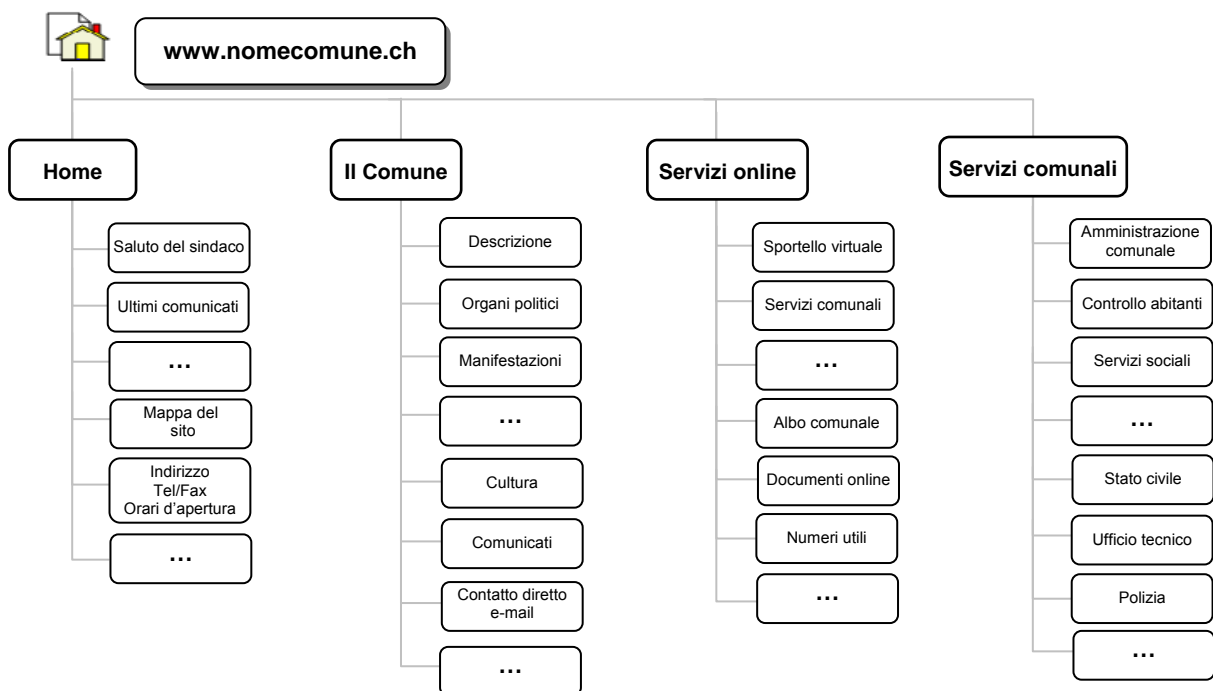 www.nomecomune.ch
Home
Saluto del sindaco
Ultimi comunicati
...
Mappa del
sito
Indirizzo
Tel/Fax
Orari d'apertura
...
Il Comune
Descrizione
Organi politici
Manifestazioni
...
Cultura
Comunicati
Contatto diretto
e-mail
...
Servizi online
Sportello virtuale
Servizi comunali
...
Albo comunale
Documenti online
Numeri utili
...
Servizi comunali
Amministrazione
comunale
Controllo abitanti
Servizi sociali
...
Stato civile
Ufficio tecnico
Polizia
...